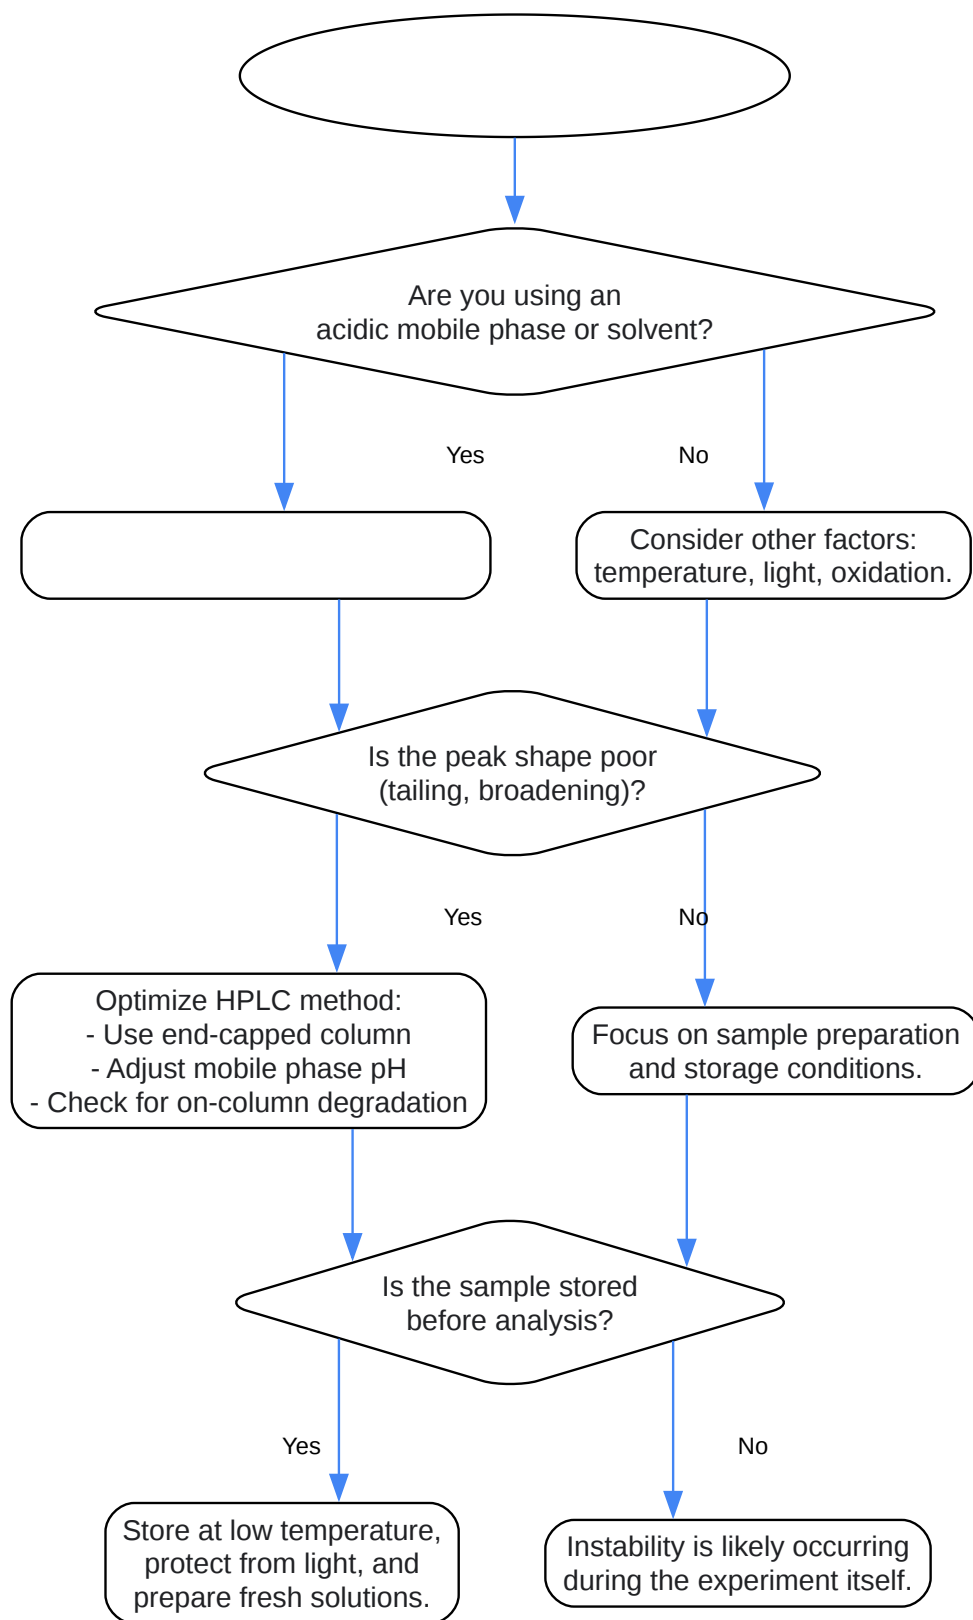 Are you using an
acidic mobile phase or solvent?
Yes
No
Consider other factors:
temperature, light, oxidation.
Is the peak shape poor
(tailing, broadening)?
Yes
No
Optimize HPLC method:
- Use end-capped column
- Adjust mobile phase pH
- Check for on-column degradation
Focus on sample preparation
and storage conditions.
Is the sample stored
before analysis?
Yes
No
Store at low temperature,
protect from light, and
prepare fresh solutions.
Instability is likely occurring
during the experiment itself.